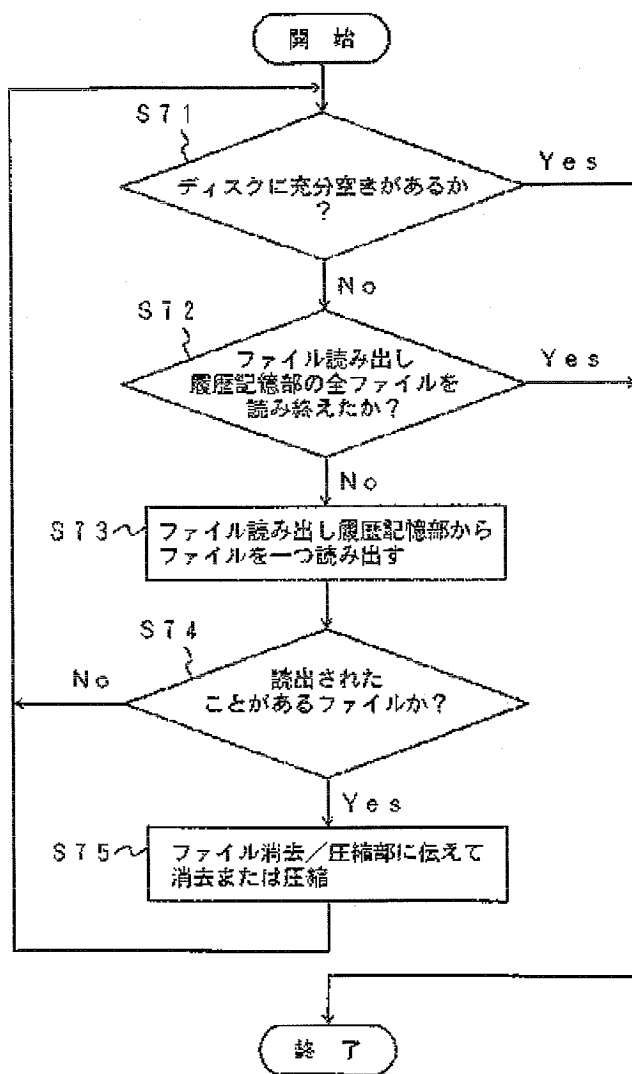 開始
S71
ディスクに充分空きがあるか
？
Yes
No
S72
ファイル読み出し
履歴記憶部の全ファイルを
読み終えたか？
Yes
No
S73
ファイル読み出し履歴記憶部から
ファイルを一つ読み出す
S74
読出された
ことがあるファイルか？
No
Yes
S75
ファイル消去／圧縮部に伝えて
消去または圧縮
終了